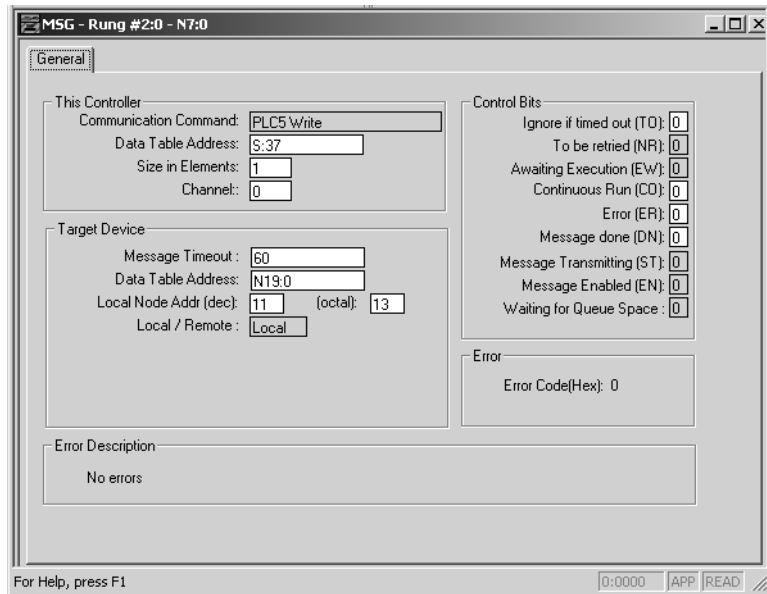 MSG - Rung #2:0 - N7:0
General
This Controller
Communication Command: PLC5 Write
Data Table Address: S:37
Size in Elements: 1
Channel:: 0
Target Device
Message Timeout : 60
Data Table Address: N19:0
Local Node Addr (dec): 11 (octal): 13
Local / Remote : Local
Control Bits
Ignore if timed out (TO): 0
To be retried (NR): 0
Awaiting Execution (EW): 0
Continuous Run (CO): 0
Error (ER): 0
Message done (DN): 0
Message Transmitting (ST): 0
Message Enabled (EN): 0
Waiting for Queue Space : 0
Error
Error Code(Hex): 0
Error Description
No errors
For Help, press F1
0:0000 APP READ